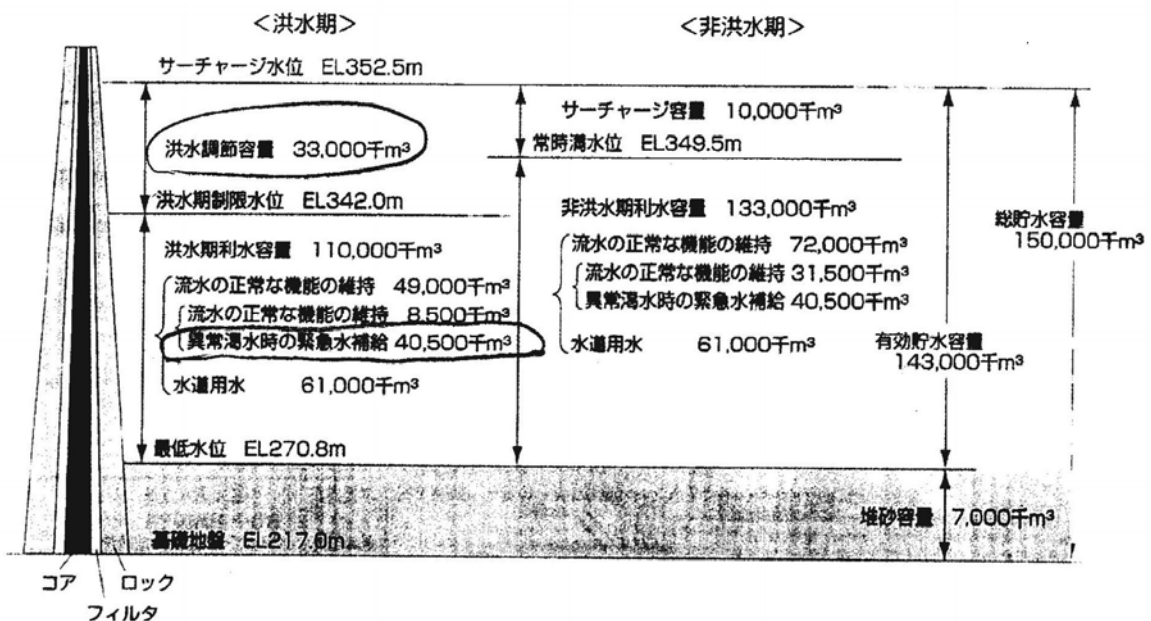 <洪水期>
サーチャージ水位 EL352.5m
洪水調節容量 33,000千m³
洪水期制限水位 EL342.0m
洪水期利水容量 110,000千m³
流水の正常な機能の維持 49,000千m³
流水の正常な機能の維持 8,500千m³
異常渇水時の緊急水補給 40,500千m³
水道用水 61,000千m³
最低水位 EL270.8m
基礎地盤 EL217.0m
コア
ロック
フィルタ
<非洪水期>
サーチャージ容量 10,000千m³
常時満水位 EL349.5m
非洪水期利水容量 133,000千m³
流水の正常な機能の維持 72,000千m³
流水の正常な機能の維持 31,500千m³
異常渇水時の緊急水補給 40,500千m³
水道用水 61,000千m³
有効貯水容量
143,000千m³
堆砂容量 7,000千m³
総貯水容量
150,000千m³